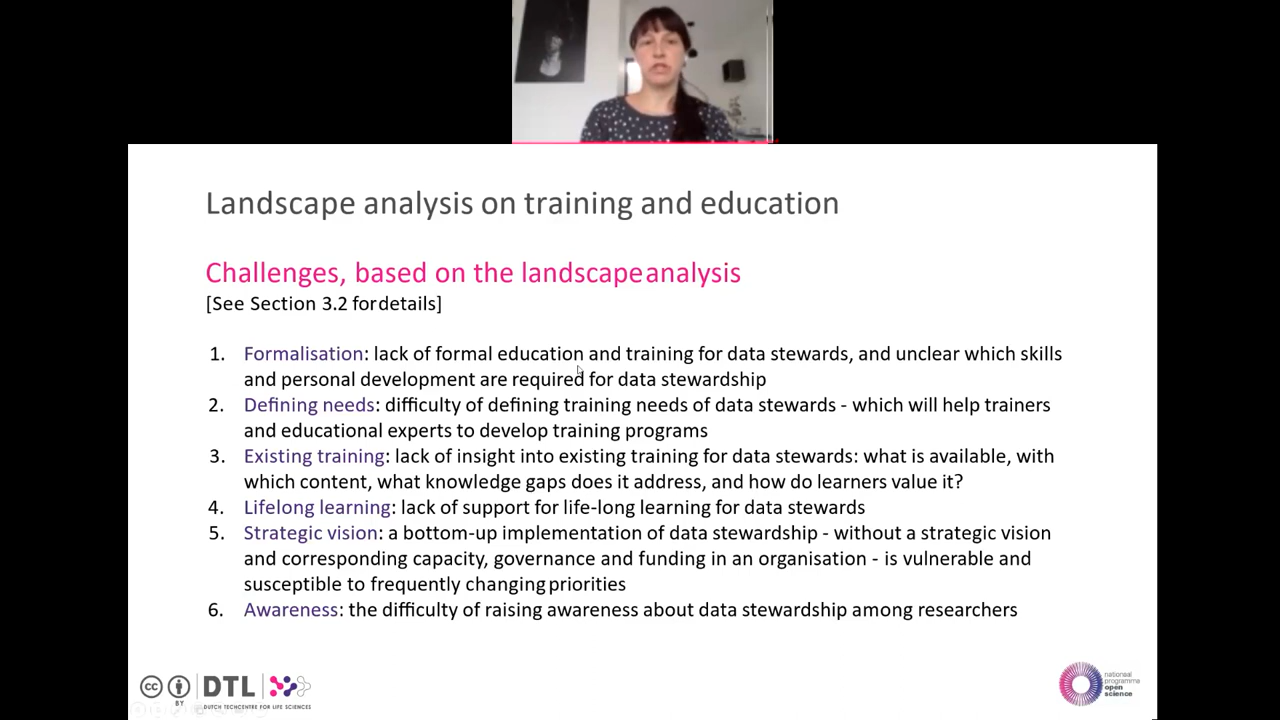 Landscape analysis on training and education
Challenges, based on the landscape analysis
[See Section 3.2 for details]
1. Formalisation: lack of formal education and training for data stewards, and unclear which skills
and personal development are required for data stewardship
2. Defining needs: difficulty of defining training needs of data stewards - which will help trainers
and educational experts to develop training programs
3. Existing training: lack of insight into existing training for data stewards: what is available, with
which content, what knowledge gaps does it address, and how do learners value it?
4. Lifelong learning: lack of support for life-long learning for data stewards
5. Strategic vision: a bottom-up implementation of data stewardship - without a strategic vision
and corresponding capacity, governance and funding in an organisation - is vulnerable and
susceptible to frequently changing priorities
6. Awareness: the difficulty of raising awareness about data stewardship among researchers
cc
BY
DTL
DUTCH TECHCENTRE FOR LIFE SCIENCES
nationaal
programma
open
science